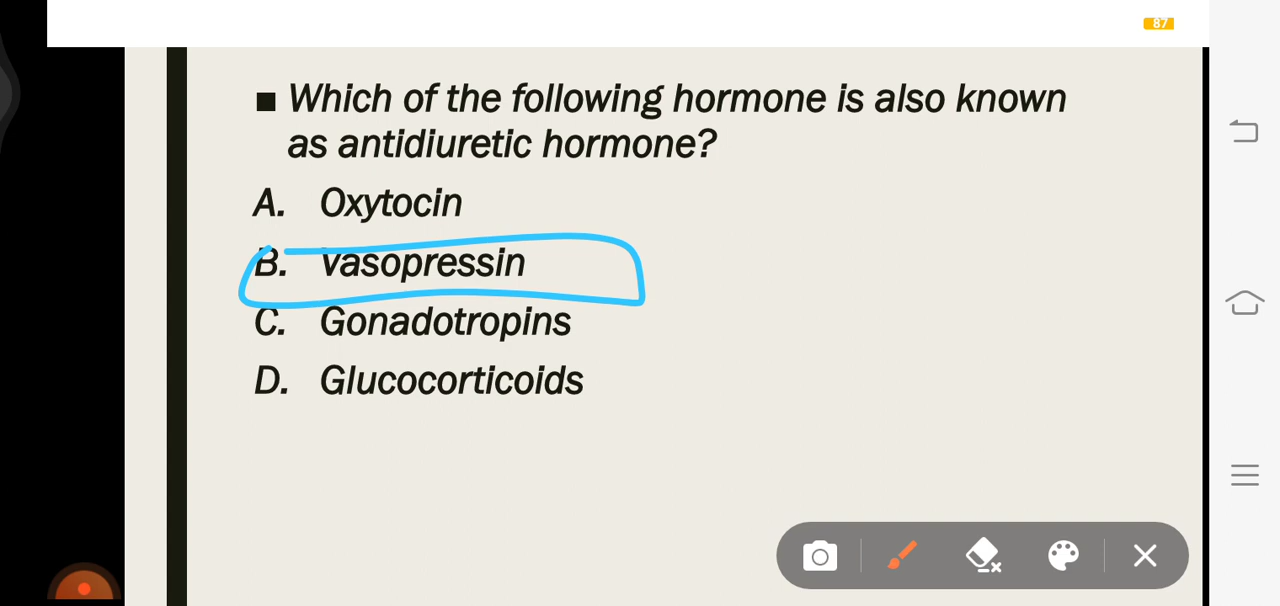 87
■ Which of the following hormone is also known
as antidiuretic hormone?
A. Oxytocin
B. Vasopressin
C. Gonadotropins
D. Glucocorticoids